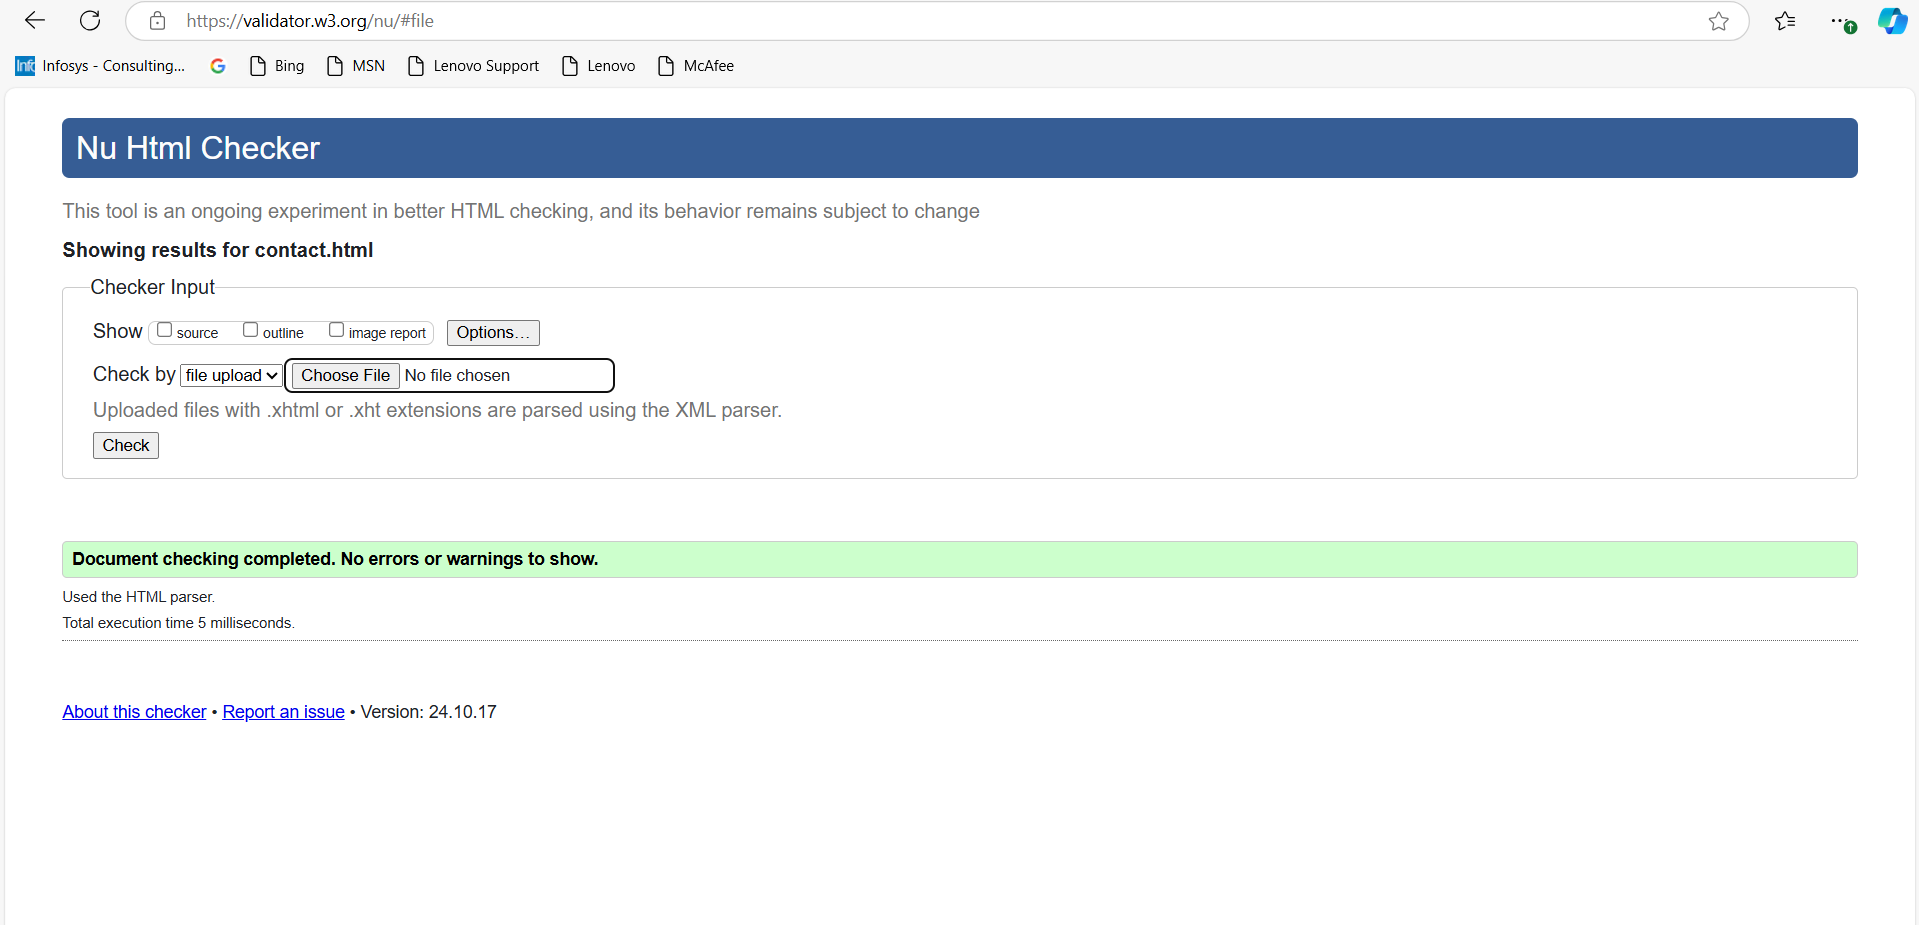 https://validator.w3.org/nu/#file
Info Infosys - Consulting... Bing MSN Lenovo Support Lenovo McAfee
Nu Html Checker
This tool is an ongoing experiment in better HTML checking, and its behavior remains subject to change
Showing results for contact.html
Checker Input
Show source outline image report Options...
Check by file upload Choose File No file chosen
Uploaded files with .xhtml or .xht extensions are parsed using the XML parser.
Check
Document checking completed. No errors or warnings to show.
Used the HTML parser.
Total execution time 5 milliseconds.
About this checker • Report an issue • Version: 24.10.17